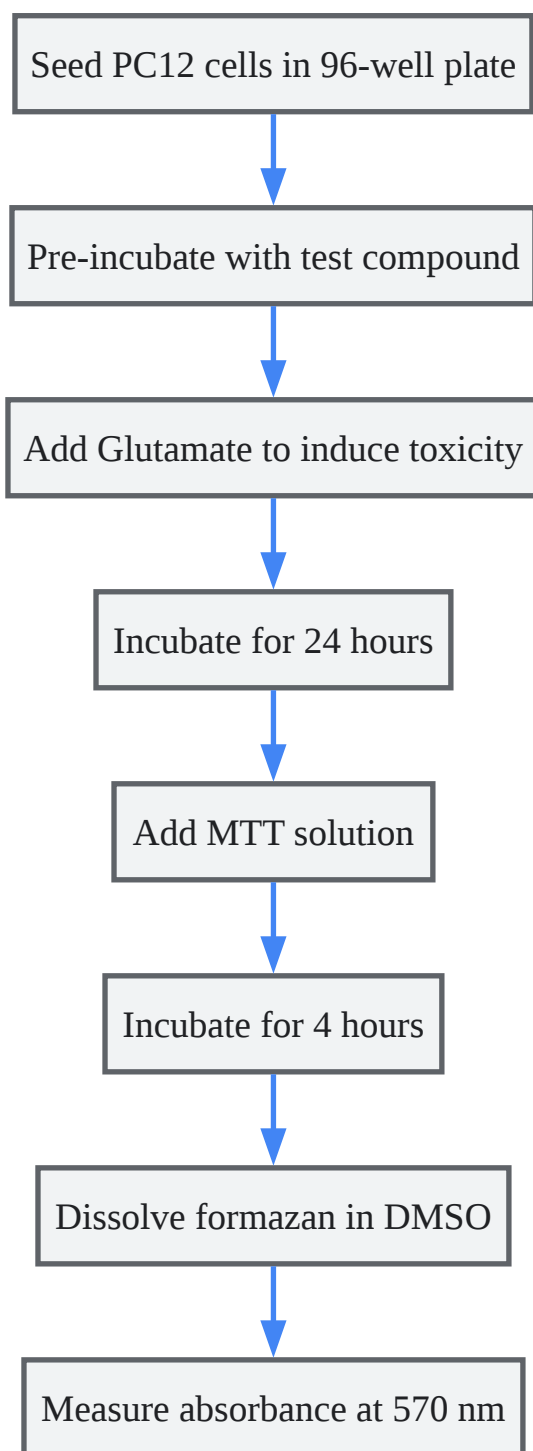 Seed PC12 cells in 96-well plate
Pre-incubate with test compound
Add Glutamate to induce toxicity
Incubate for 24 hours
Add MTT solution
Incubate for 4 hours
Dissolve formazan in DMSO
Measure absorbance at 570 nm